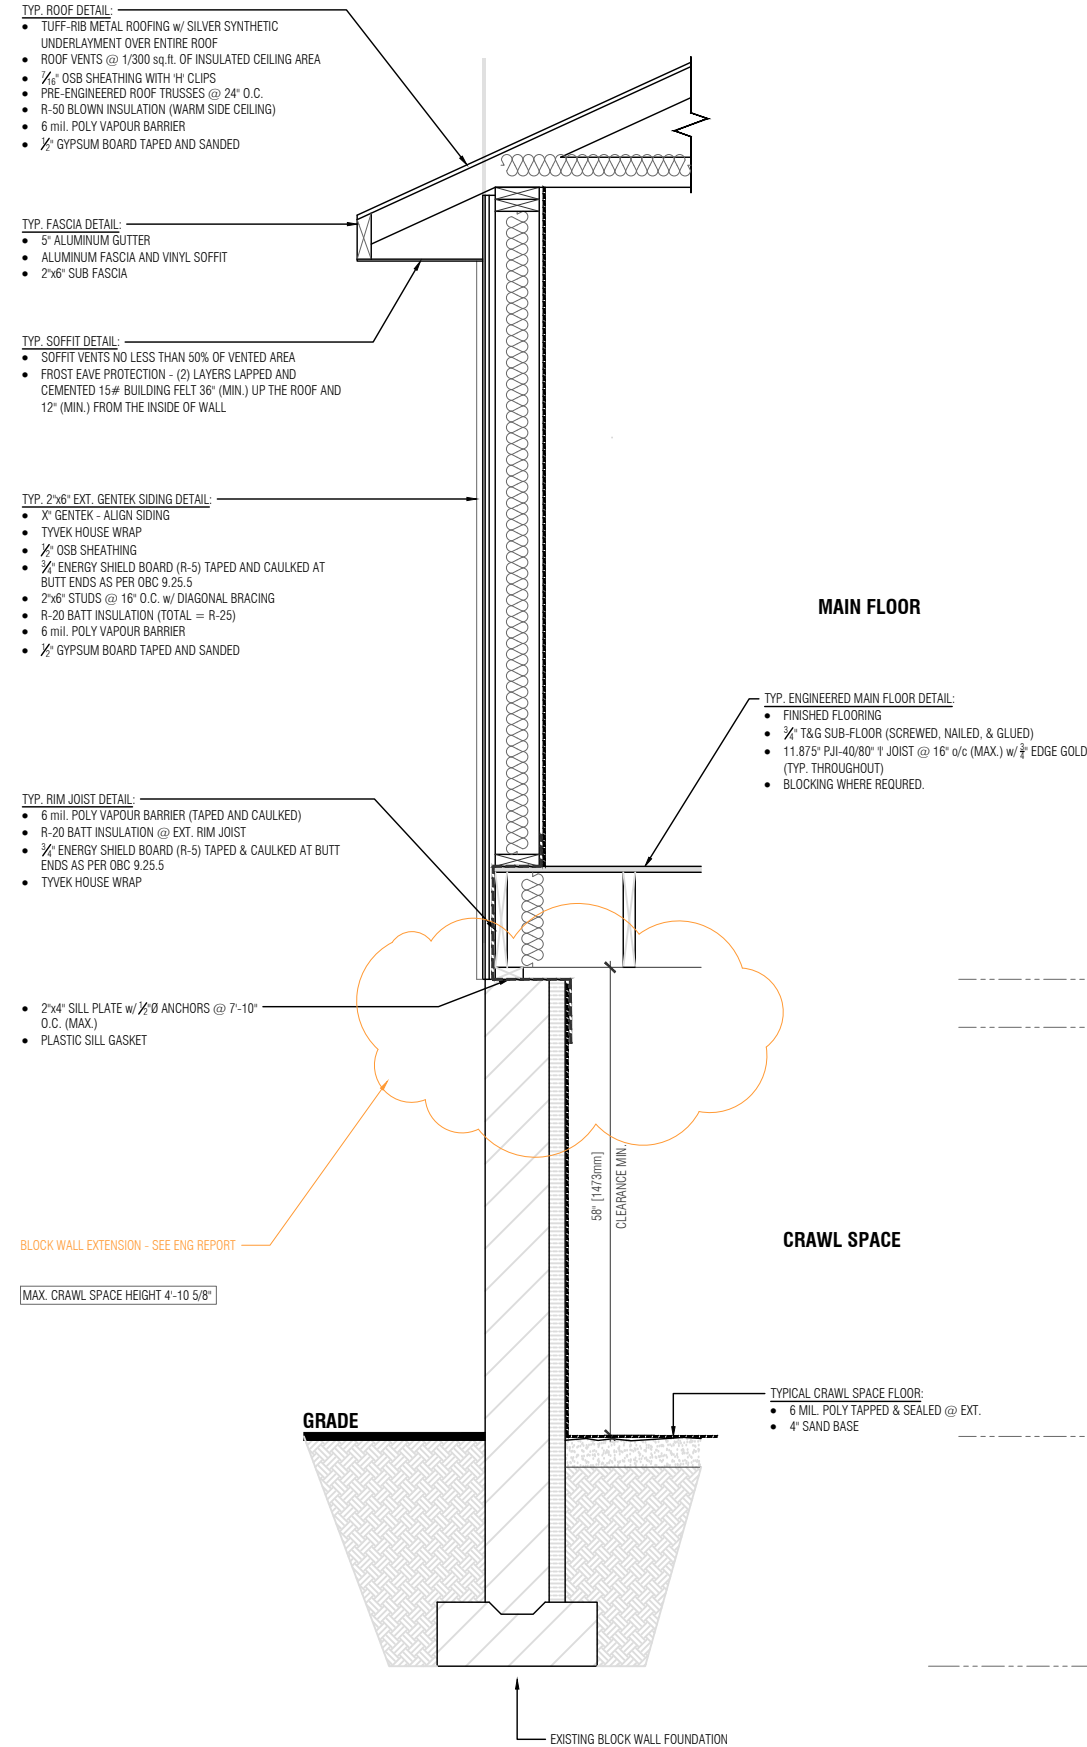 TYP. ROOF DETAIL:
• TUFF-RIB METAL ROOFING w/ SILVER SYNTHETIC
UNDERLAYMENT OVER ENTIRE ROOF
• ROOF VENTS @ 1/300 sq.ft. OF INSULATED CEILING AREA
• 7/16" OSB SHEATHING WITH 'H' CLIPS
• PRE-ENGINEERED ROOF TRUSSES @ 24" O.C.
• R-50 BLOWN INSULATION (WARM SIDE CEILING)
• 6 mil. POLY VAPOUR BARRIER
• 1/2" GYPSUM BOARD TAPED AND SANDED
TYP. FASCIA DETAIL:
• 5" ALUMINUM GUTTER
• ALUMINUM FASCIA AND VINYL SOFFIT
• 2"x6" SUB FASCIA
TYP. SOFFIT DETAIL:
• SOFFIT VENTS NO LESS THAN 50% OF VENTED AREA
• FROST EAVE PROTECTION - (2) LAYERS LAPPED AND
CEMENTED 15# BUILDING FELT 36" (MIN.) UP THE ROOF AND
12" (MIN.) FROM THE INSIDE OF WALL
TYP. 2"x6" EXT. GENTEK SIDING DETAIL:
• X" GENTEK - ALIGN SIDING
• TYVEK HOUSE WRAP
• 1/2" OSB SHEATHING
• 3/4" ENERGY SHIELD BOARD (R-5) TAPED AND CAULKED AT
BUTT ENDS AS PER OBC 9.25.5
• 2"x6" STUDS @ 16" O.C. w/ DIAGONAL BRACING
• R-20 BATT INSULATION (TOTAL = R-25)
• 6 mil. POLY VAPOUR BARRIER
• 1/2" GYPSUM BOARD TAPED AND SANDED
MAIN FLOOR
TYP. ENGINEERED MAIN FLOOR DETAIL:
• FINISHED FLOORING
• 3/4" T&G SUB-FLOOR (SCREWED, NAILED, & GLUED)
• 11.875" PJI-40/80" 'I' JOIST @ 16" o/c (MAX.) w/ 3/4" EDGE GOLD
(TYP. THROUGHOUT)
• BLOCKING WHERE REQURED.
TYP. RIM JOIST DETAIL:
• 6 mil. POLY VAPOUR BARRIER (TAPED AND CAULKED)
• R-20 BATT INSULATION @ EXT. RIM JOIST
• 3/4" ENERGY SHIELD BOARD (R-5) TAPED & CAULKED AT BUTT
ENDS AS PER OBC 9.25.5
• TYVEK HOUSE WRAP
• 2"x4" SILL PLATE w/ 1/2"Ø ANCHORS @ 7'-10"
O.C. (MAX.)
• PLASTIC SILL GASKET
58" [1473mm]
CLEARANCE MIN.
BLOCK WALL EXTENSION - SEE ENG REPORT
CRAWL SPACE
MAX. CRAWL SPACE HEIGHT 4'-10 5/8"
TYPICAL CRAWL SPACE FLOOR:
• 6 MIL. POLY TAPPED & SEALED @ EXT.
• 4" SAND BASE
GRADE
EXISTING BLOCK WALL FOUNDATION